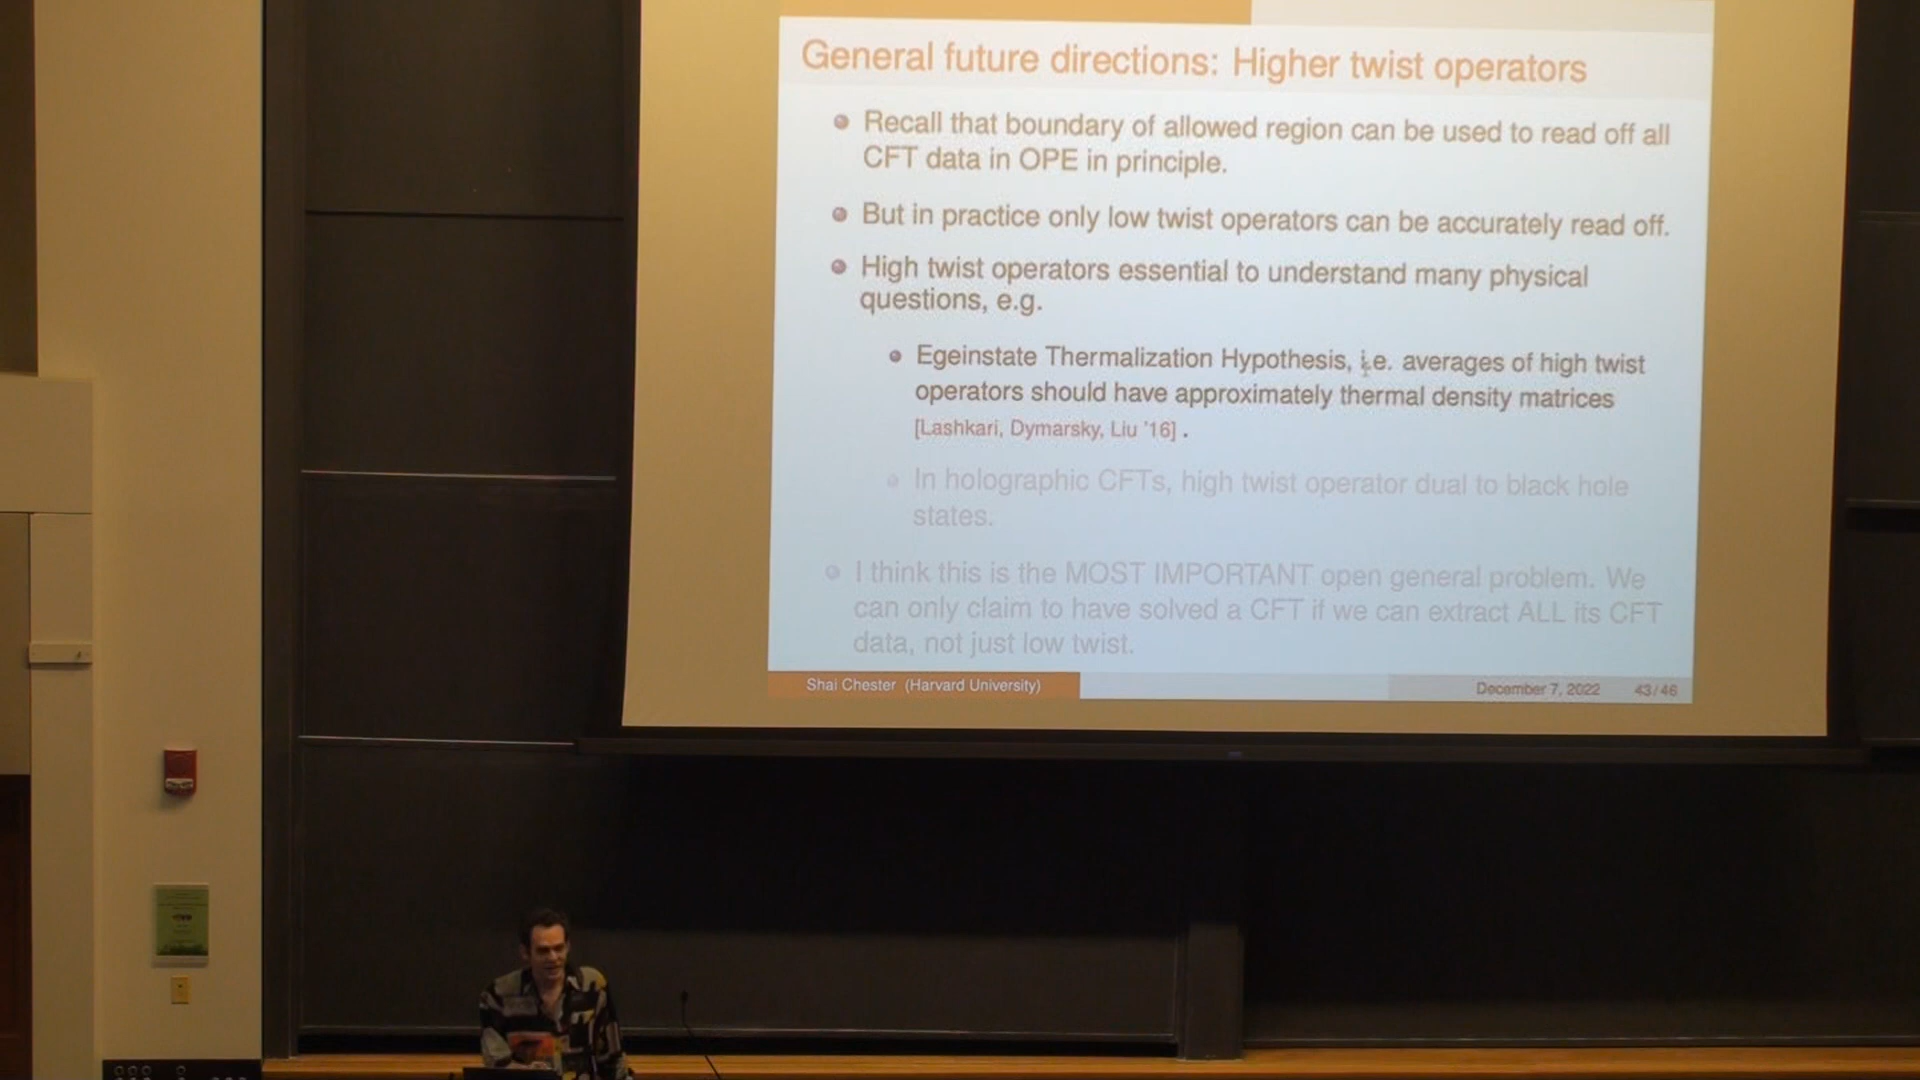 General future directions: Higher twist operators
Recall that boundary of allowed region can be used to read off all
CFT data in OPE in principle.
But in practice only low twist operators can be accurately read off.
High twist operators essential to understand many physical
questions, e.g.
Egeinstate Thermalization Hypothesis, i.e. averages of high twist
operators should have approximately thermal density matrices
[Lashkari, Dymarsky, Liu '16] .
In holographic CFTs, high twist operator dual to black hole
states.
I think this is the MOST IMPORTANT open general problem. We
can only claim to have solved a CFT if we can extract ALL its CFT
data, not just low twist.
Shai Chester (Harvard University)
December 7, 2022 43/46